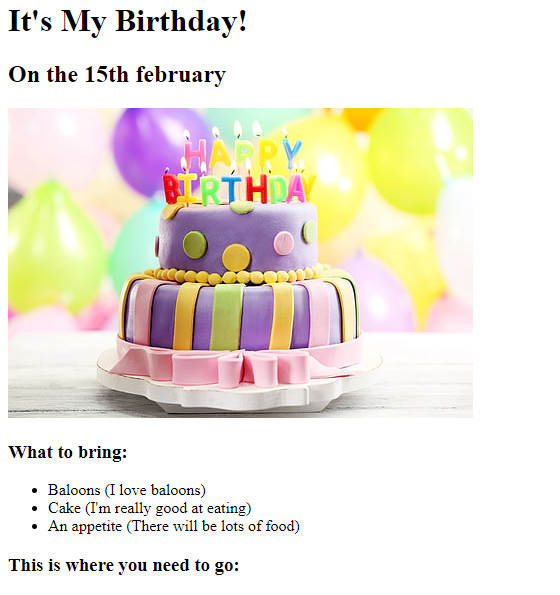 It's My Birthday!
On the 15th february
HAPPY
BIRTHDAY
What to bring:
Baloons (I love baloons)
Cake (I'm really good at eating)
An appetite (There will be lots of food)
This is where you need to go: